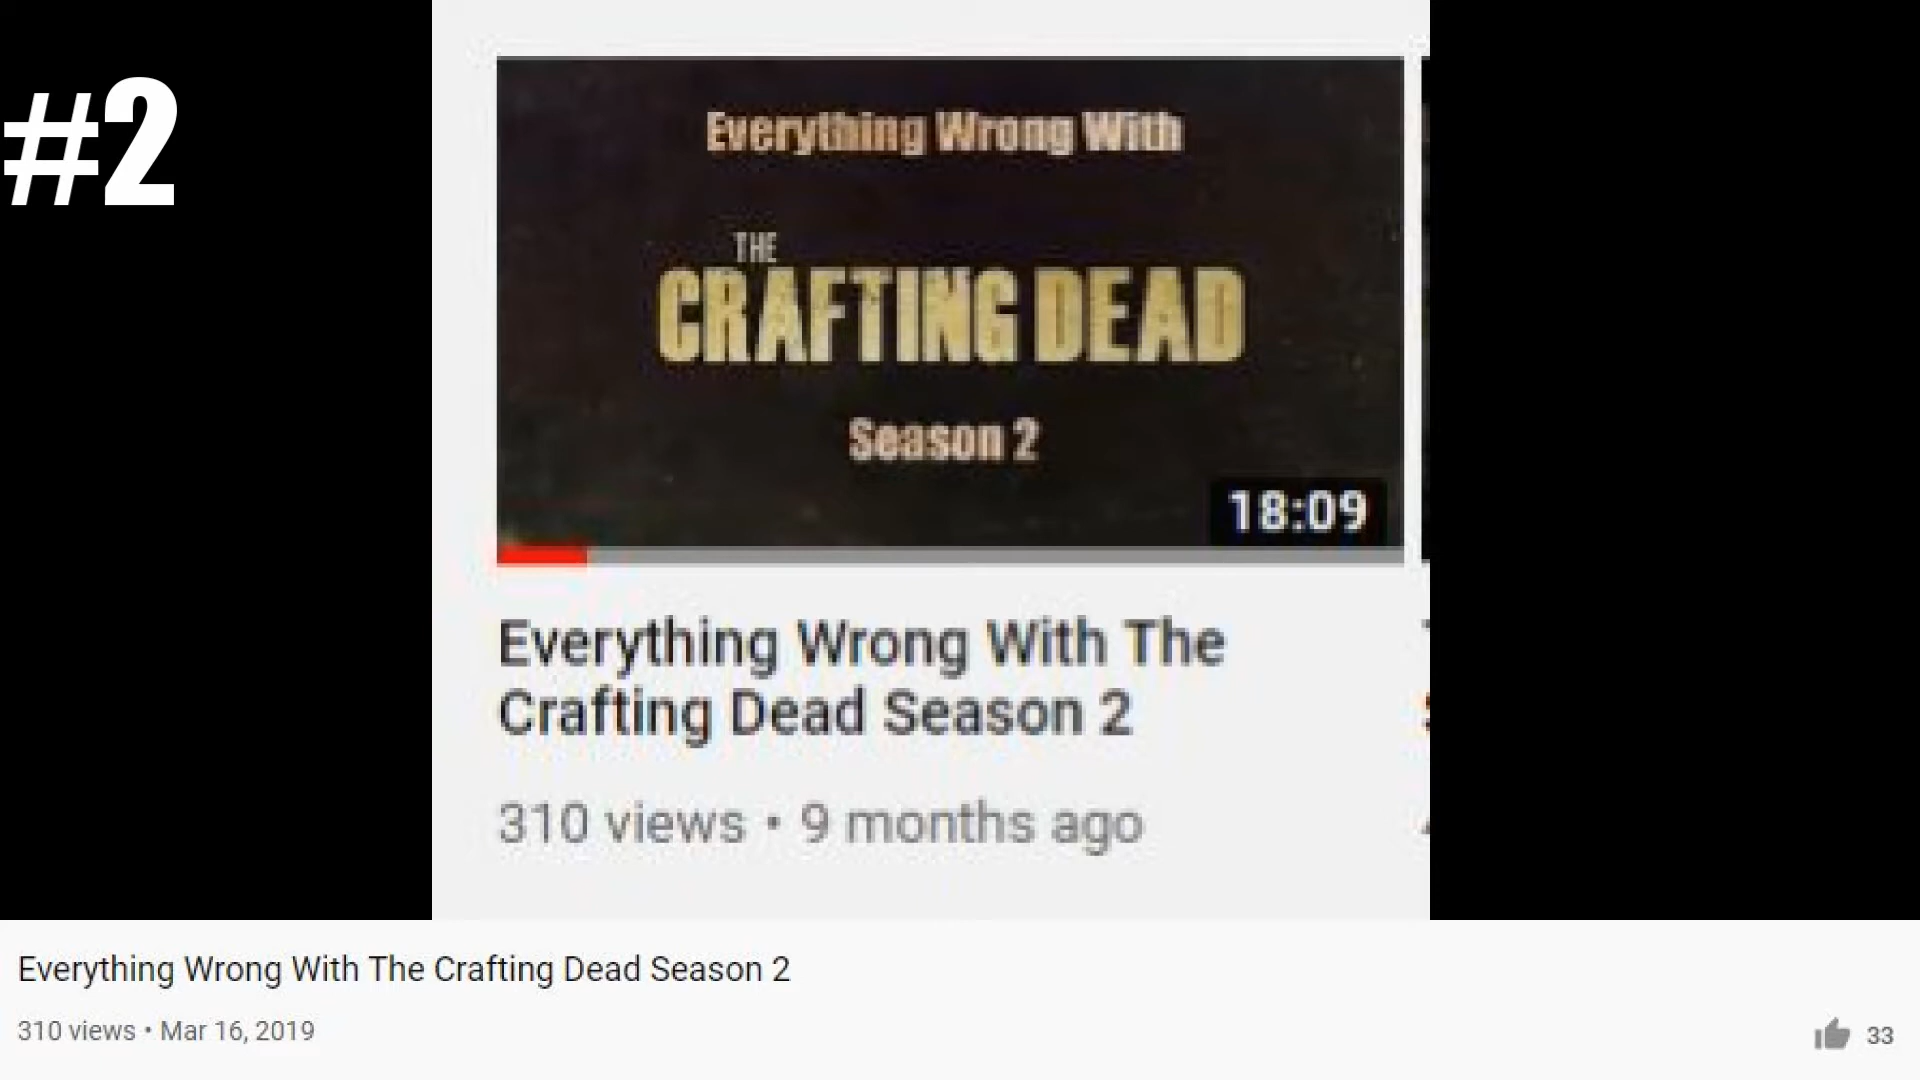 #2
Everything Wrong With
THE
CRAFTING DEAD
Season 2
18:09
Everything Wrong With The
Crafting Dead Season 2
310 views • 9 months ago
Everything Wrong With The Crafting Dead Season 2
310 views • Mar 16, 2019
33